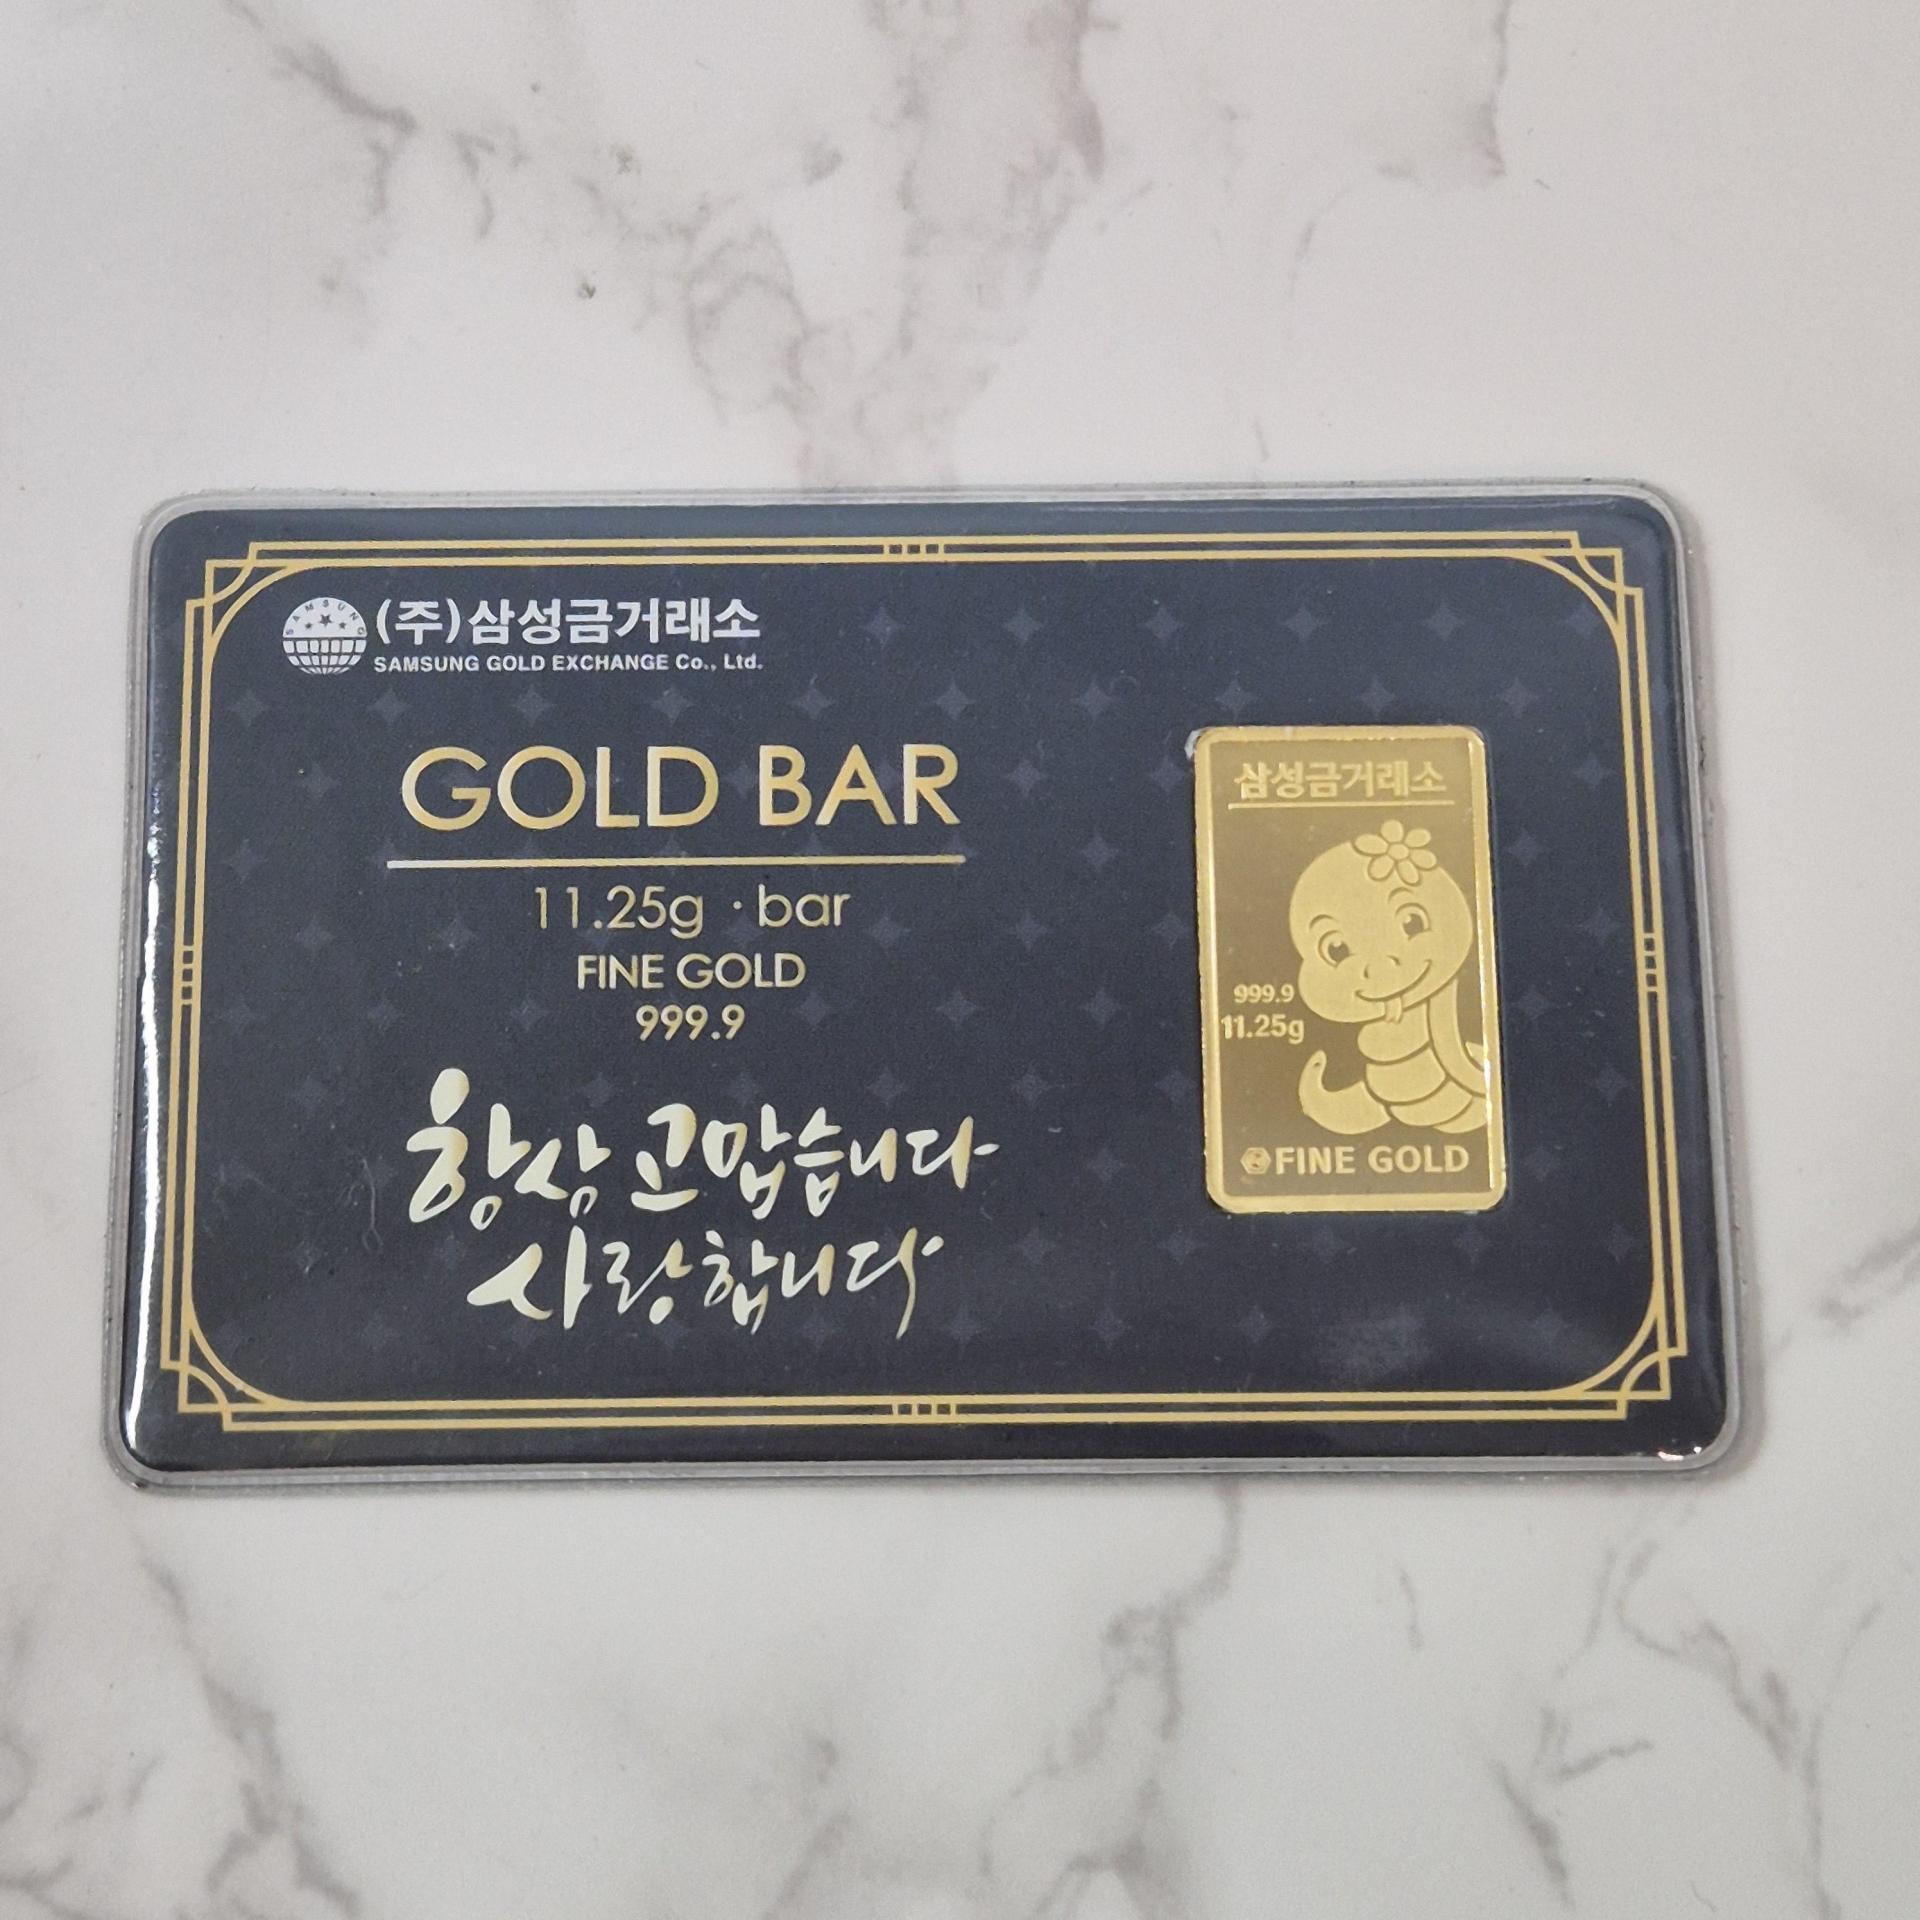 SAMSUNG
(주)삼성금거래소
SAMSUNG GOLD EXCHANGE Co., Ltd.
GOLD BAR
11.25g · bar
FINE GOLD
999.9
항상 고맙습니다
사랑합니다
삼성금거래소
999.9
11.25g
FINE GOLD